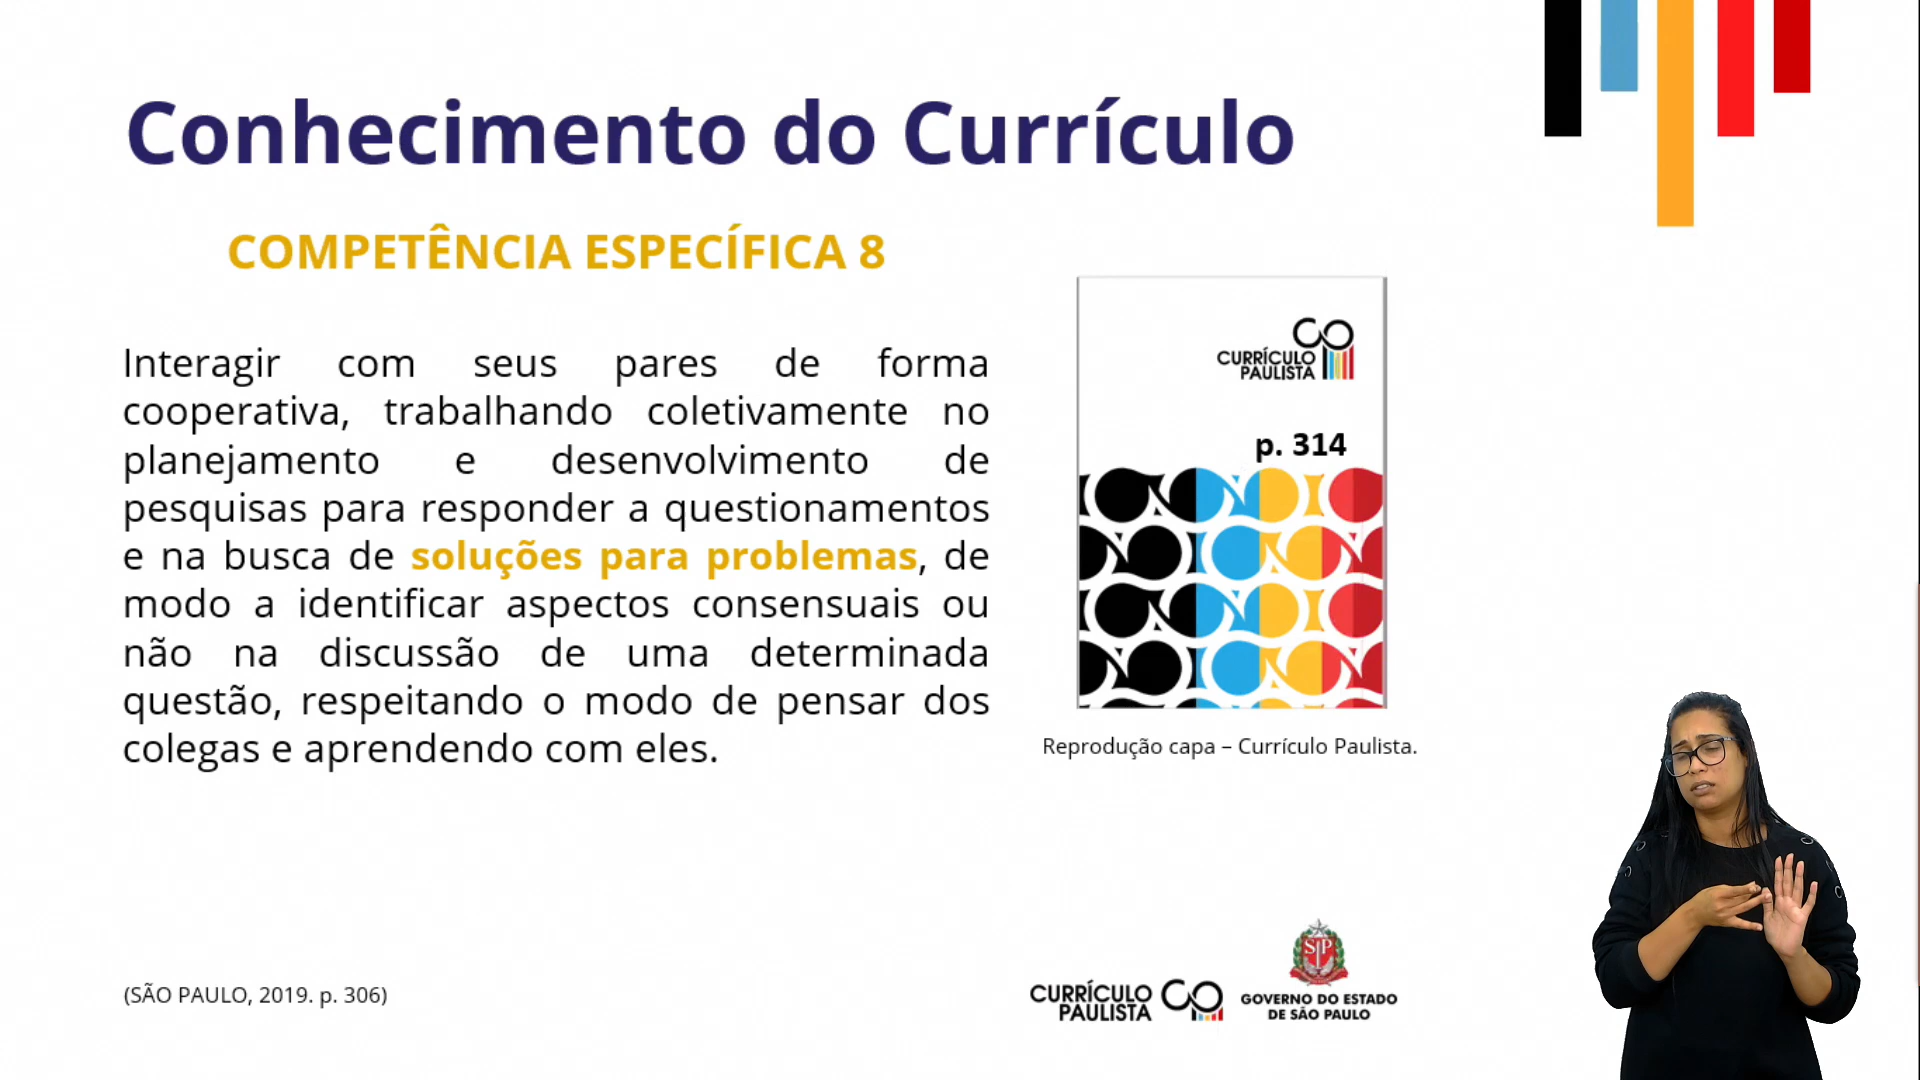 Conhecimento do Currículo
COMPETÊNCIA ESPECÍFICA 8
Interagir com seus pares de forma
cooperativa, trabalhando coletivamente no
planejamento e desenvolvimento de
pesquisas para responder a questionamentos
e na busca de soluções para problemas, de
modo a identificar aspectos consensuais ou
não na discussão de uma determinada
questão, respeitando o modo de pensar dos
colegas e aprendendo com eles.
CURRÍCULO
PAULISTA
p. 314
Reprodução capa – Currículo Paulista.
(SÃO PAULO, 2019. p. 306)
CURRÍCULO
PAULISTA
SP
GOVERNO DO ESTADO
DE SÃO PAULO